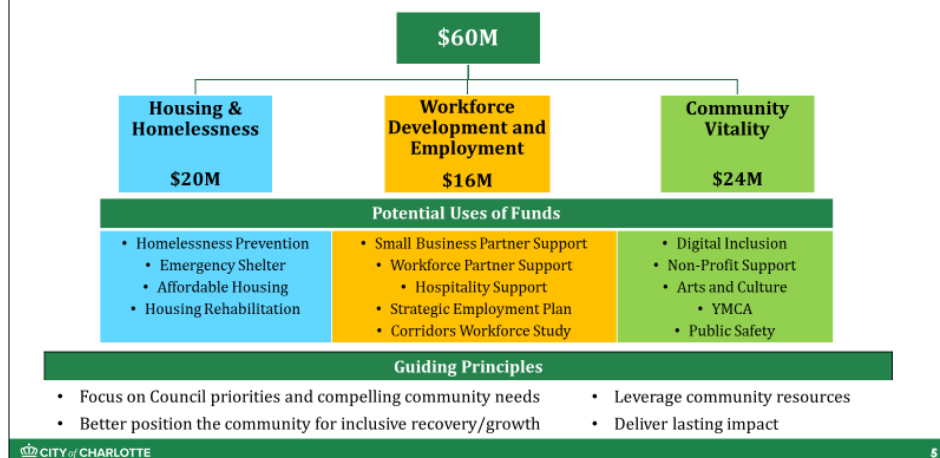 $60M
Housing &
Homelessness
$20M
Workforce
Development and
Employment
$16M
Community
Vitality
$24M
Potential Uses of Funds
• Homelessness Prevention
• Emergency Shelter
• Affordable Housing
• Housing Rehabilitation
• Small Business Partner Support
• Workforce Partner Support
• Hospitality Support
• Strategic Employment Plan
• Corridors Workforce Study
• Digital Inclusion
• Non-Profit Support
• Arts and Culture
• YMCA
• Public Safety
Guiding Principles
• Focus on Council priorities and compelling community needs
• Better position the community for inclusive recovery/growth
• Leverage community resources
• Deliver lasting impact
CITY of CHARLOTTE
5